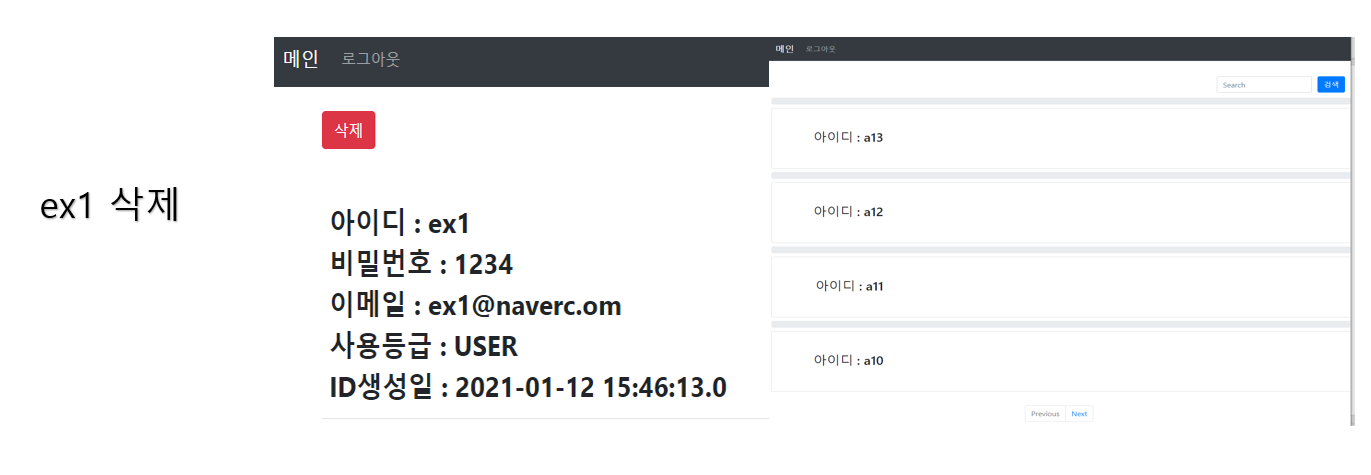 ex1 삭제
메인 로그아웃
삭제
아이디 : ex1
비밀번호 : 1234
이메일 : ex1@naverc.om
사용등급 : USER
ID생성일 : 2021-01-12 15:46:13.0
메인 로그아웃
Search 검색
아이디 : a13
아이디 : a12
아이디 : a11
아이디 : a10
Previous Next